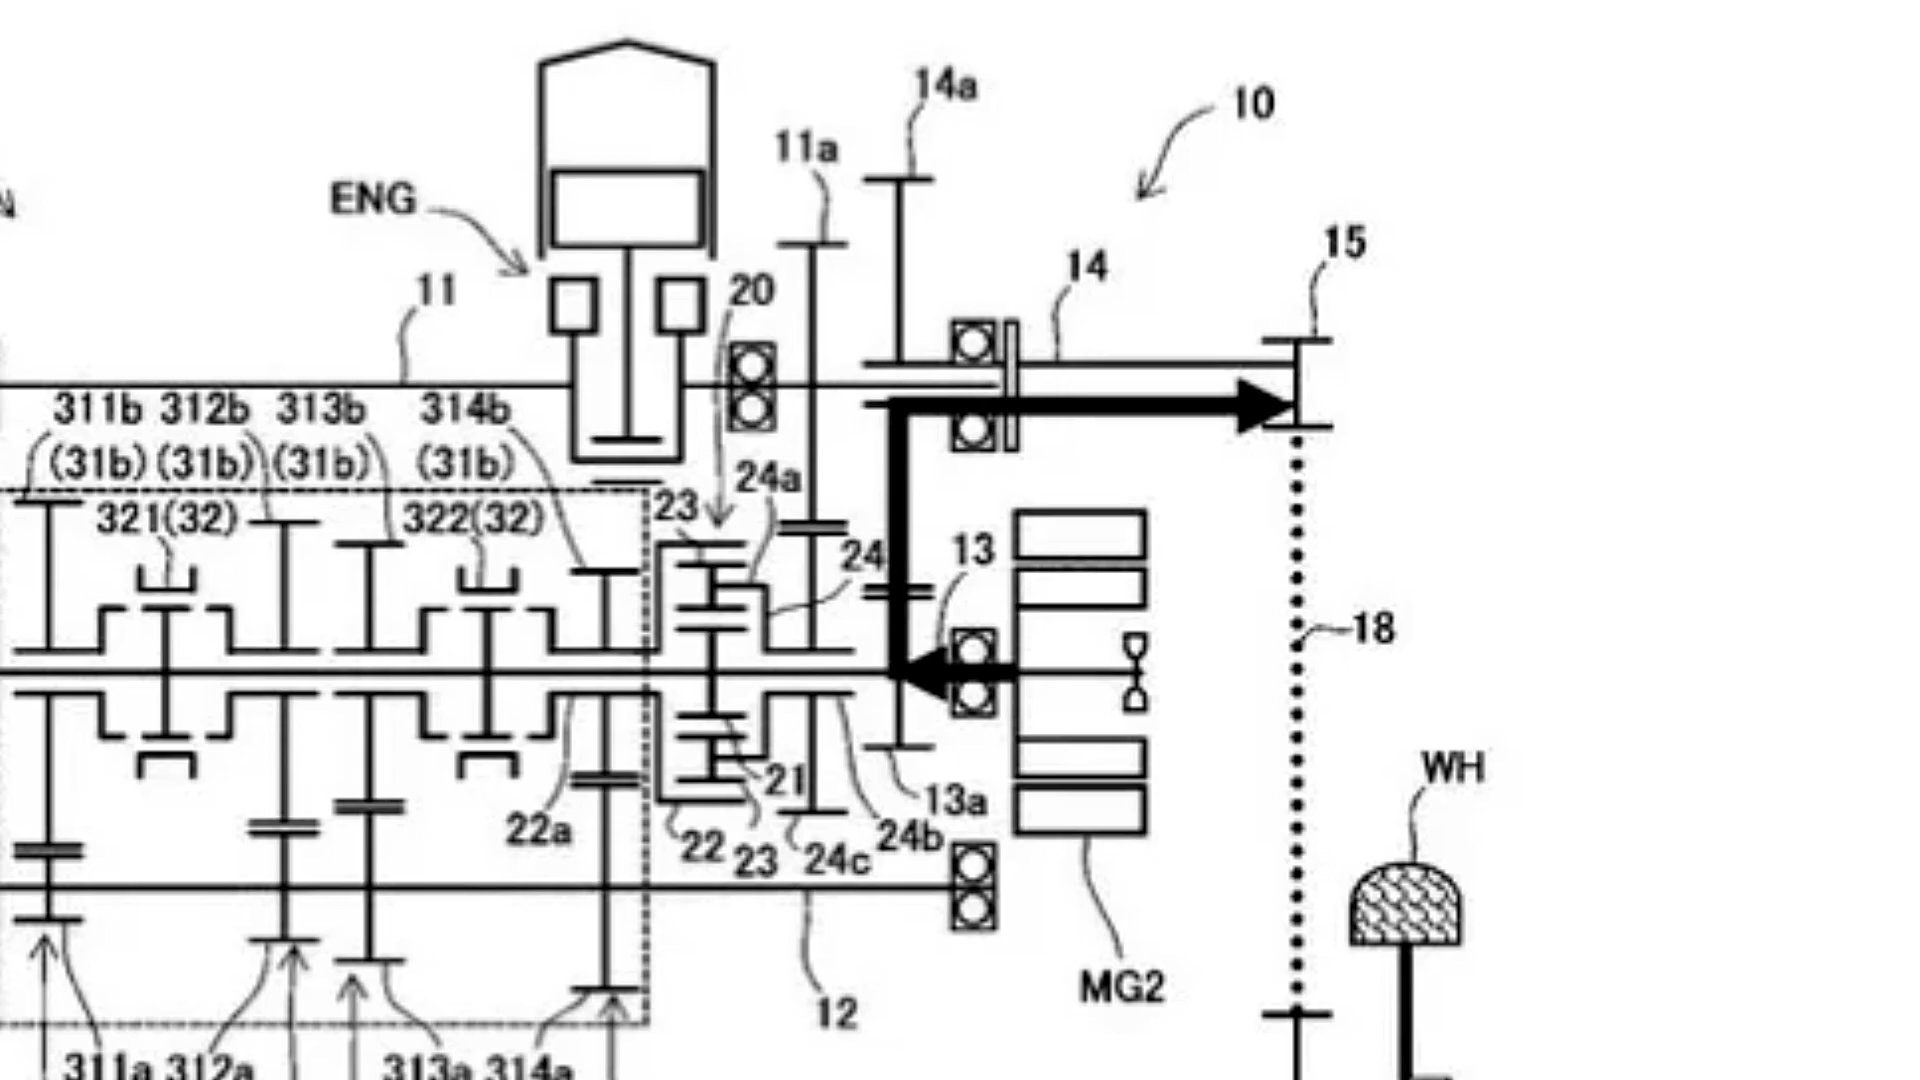 14a
10
11a
N
ENG
15
14
11
20
311b 312b 313b 314b
(31b) (31b) (31b) (31b)
24a
23
321(32) 322(32)
24
13
18
WH
21
13a
22a
22
23
24c
24b
MG2
12
311a 312a 313a 314a